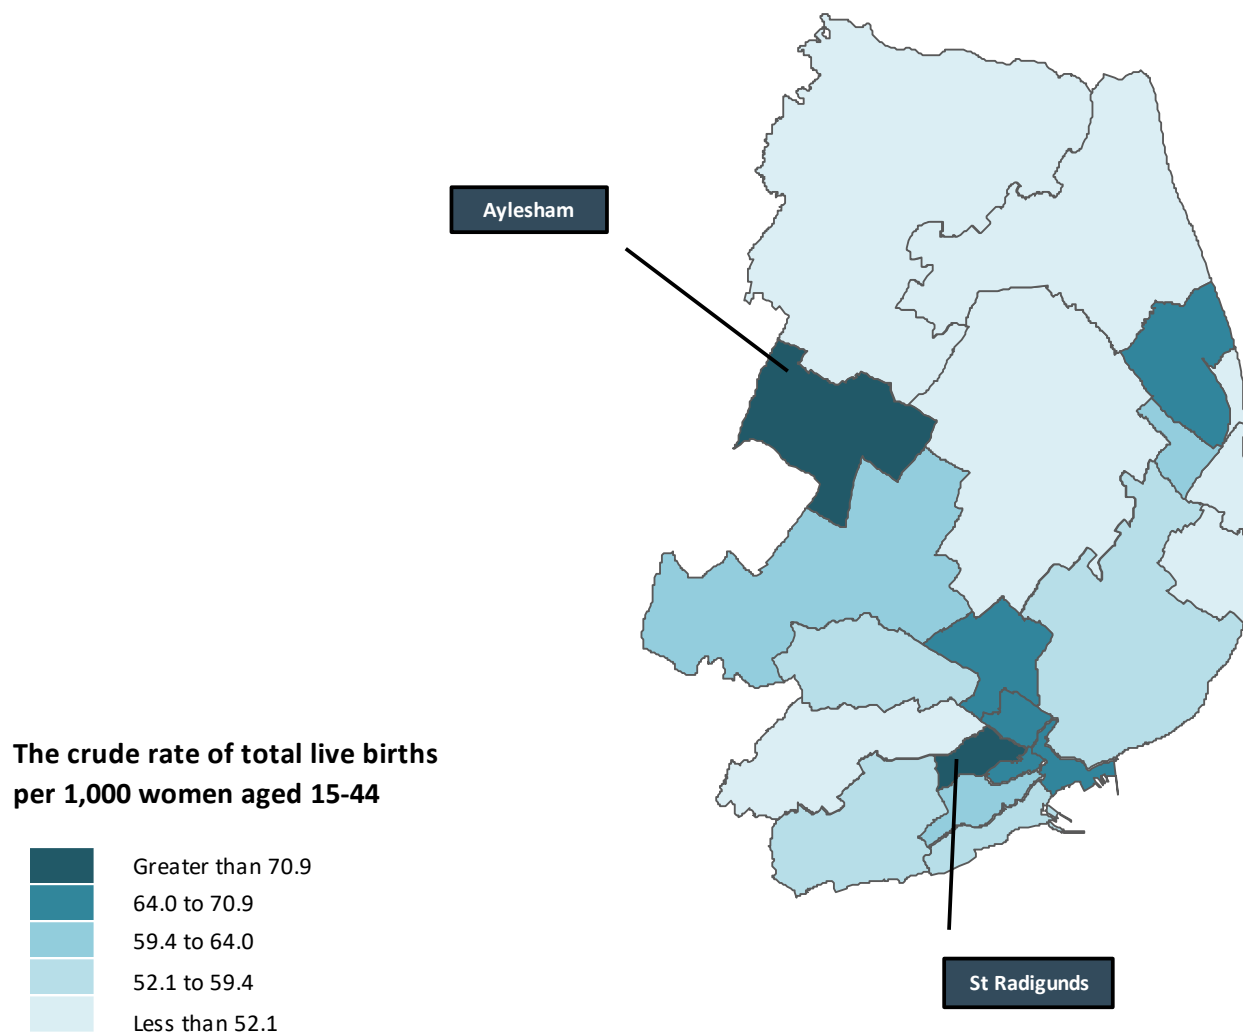 Aylesham
The crude rate of total live births
per 1,000 women aged 15-44
Greater than 70.9
64.0 to 70.9
59.4 to 64.0
52.1 to 59.4
Less than 52.1
St Radigunds